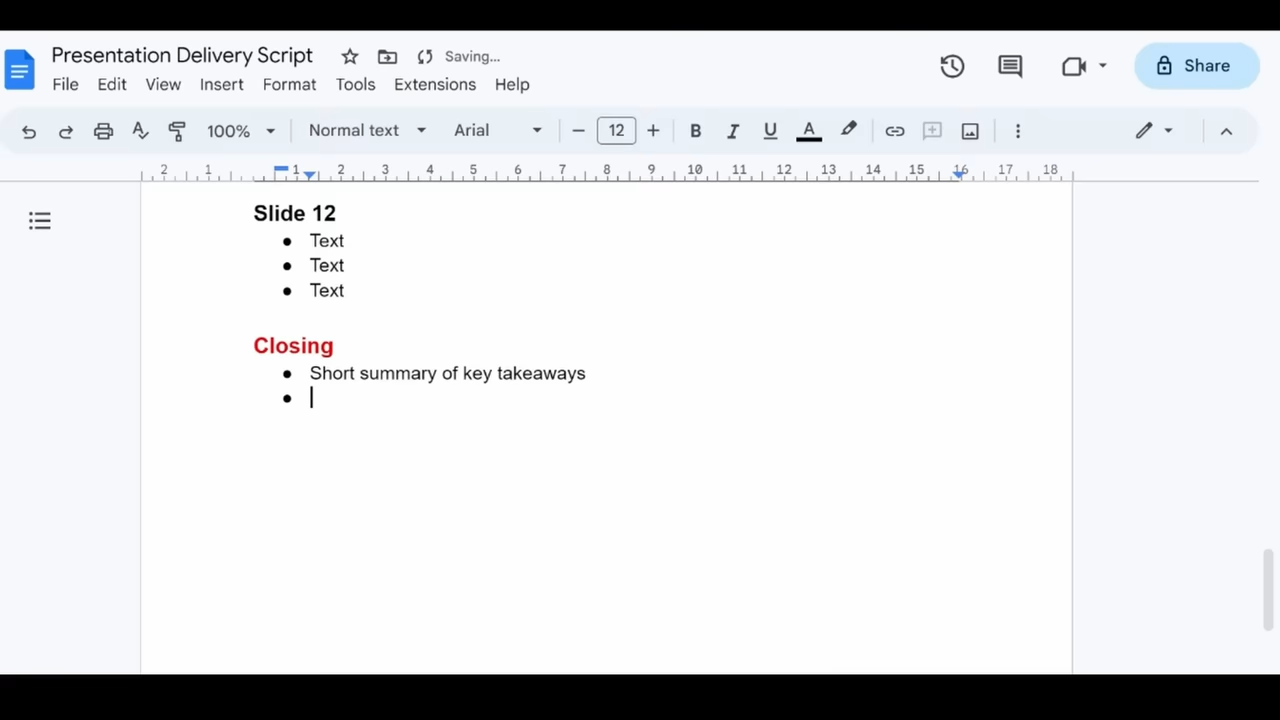 Presentation Delivery Script Saving...
File Edit View Insert Format Tools Extensions Help
Share
100% Normal text Arial 12 B I U A
2 1 1 2 3 4 5 6 7 8 9 10 11 12 13 14 15 16 17 18
Slide 12
● Text
● Text
● Text
Closing
● Short summary of key takeaways
●